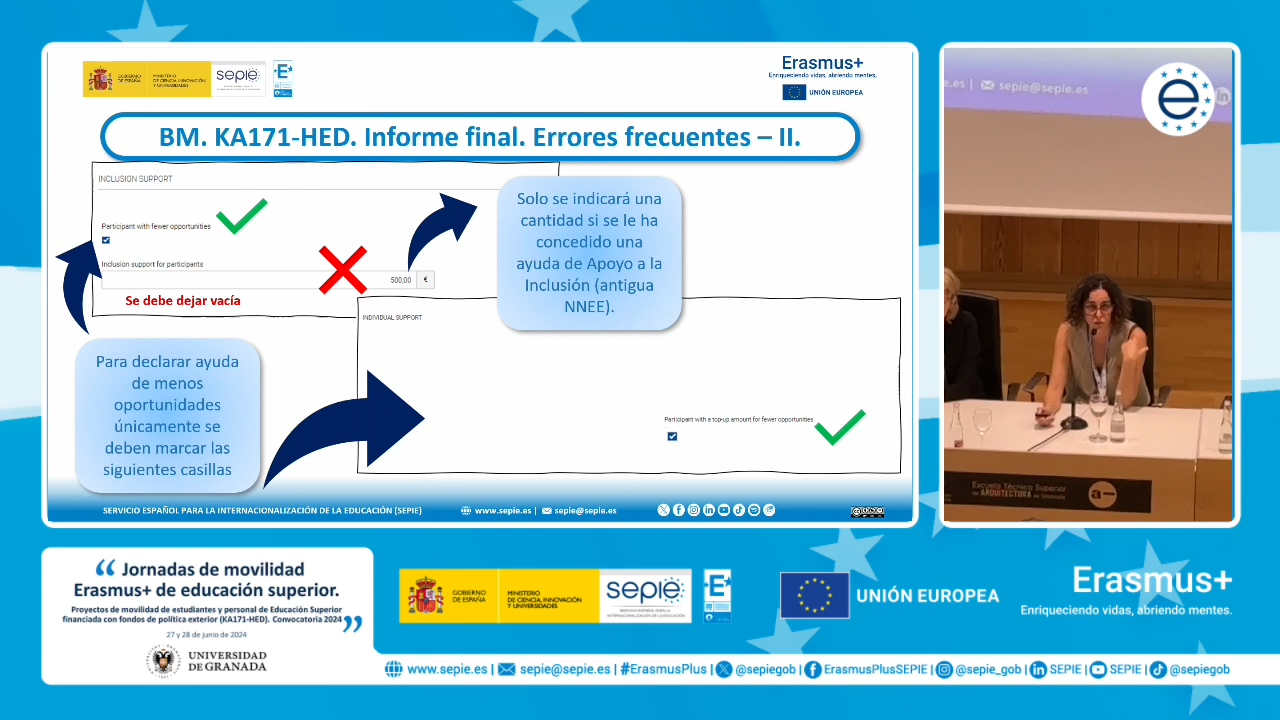 GOBIERNO
DE ESPAÑA
MINISTERIO
DE CIENCIA, INNOVACIÓN
Y UNIVERSIDADES
sepie
Erasmus+
Enriqueciendo vidas, abriendo mentes.
UNIÓN EUROPEA
BM. KA171-HED. Informe final. Errores frecuentes – II.
INCLUSION SUPPORT
Participant with fewer opportunities
Inclusion support for participants
500,00
€
Se debe dejar vacía
Solo se indicará una
cantidad si se le ha
concedido una
ayuda de Apoyo a la
Inclusión (antigua
NNEE).
INDIVIDUAL SUPPORT
Para declarar ayuda
de menos
oportunidades
únicamente se
deben marcar las
siguientes casillas
Participant with a top-up amount for fewer opportunities
SERVICIO ESPAÑOL PARA LA INTERNACIONALIZACIÓN DE LA EDUCACIÓN (SEPIE)
www.sepie.es | sepie@sepie.es
e.es | sepie@sepie.es
Escuela Técnica Superior
de ARQUITECTURA de Granada
a
“ Jornadas de movilidad
Erasmus+ de educación superior.
Proyectos de movilidad de estudiantes y personal de Educación Superior
financiada con fondos de política exterior (KA171-HED). Convocatoria 2024 ”
27 y 28 de junio de 2024
UNIVERSIDAD
DE GRANADA
GOBIERNO
DE ESPAÑA
MINISTERIO
DE CIENCIA, INNOVACIÓN
Y UNIVERSIDADES
sepie
UNIÓN EUROPEA
Erasmus+
Enriqueciendo vidas, abriendo mentes.
www.sepie.es | sepie@sepie.es | #ErasmusPlus | @sepiegob | ErasmusPlusSEPIE | @sepie_gob | SEPIE | SEPIE | @sepiegob